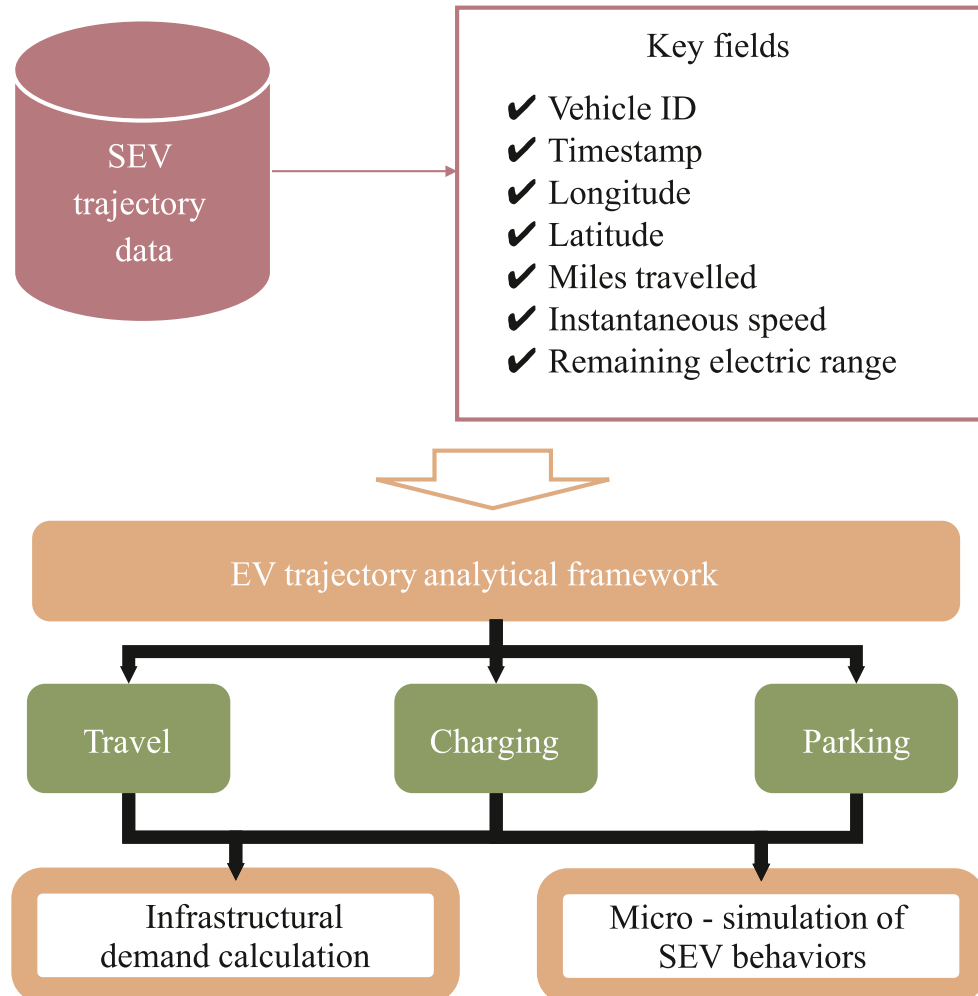 SEV
trajectory
data
Key fields
✔ Vehicle ID
✔ Timestamp
✔ Longitude
✔ Latitude
✔ Miles travelled
✔ Instantaneous speed
✔ Remaining electric range
EV trajectory analytical framework
Travel
Charging
Parking
Infrastructural
demand calculation
Micro - simulation of
SEV behaviors